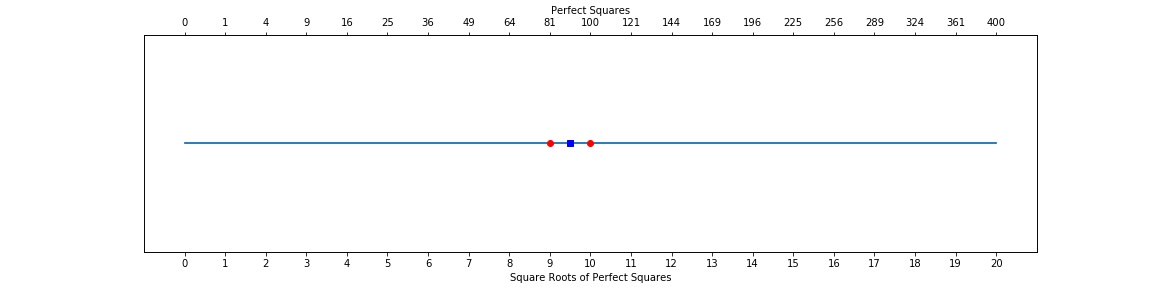 Perfect Squares
0 1 4 9 16 25 36 49 64 81 100 121 144 169 196 225 256 289 324 361 400
0 1 2 3 4 5 6 7 8 9 10 11 12 13 14 15 16 17 18 19 20
Square Roots of Perfect Squares